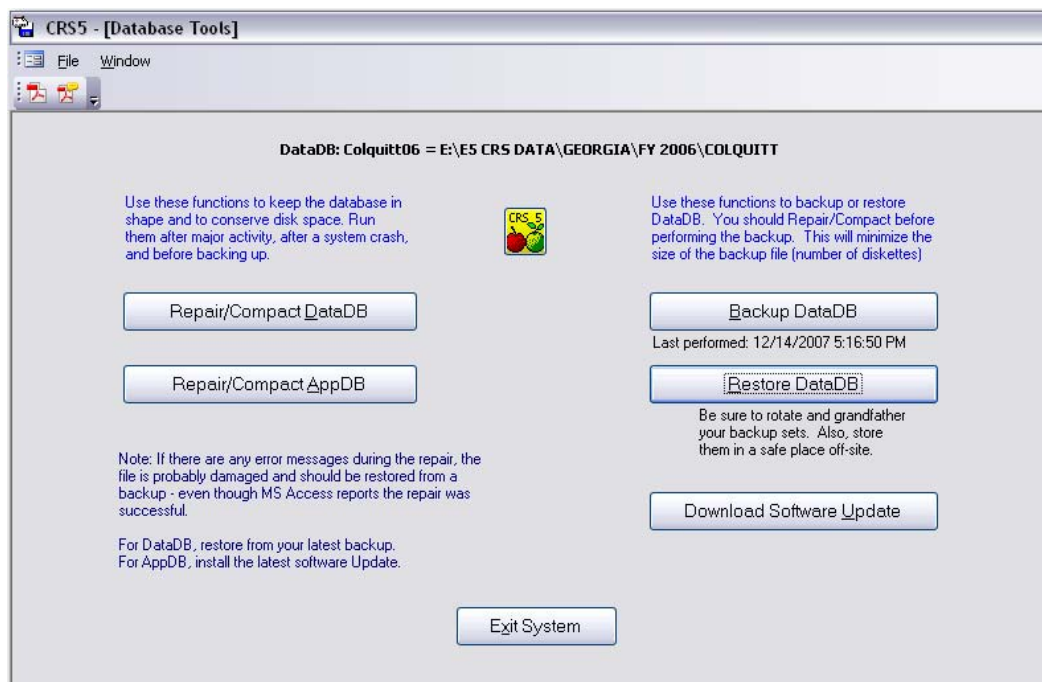 CRS5 - [Database Tools]
File Window
DataDB: Colquitt06 = E:\E5 CRS DATA\GEORGIA\FY 2006\COLQUITT
Use these functions to keep the database in
shape and to conserve disk space. Run
them after major activity, after a system crash,
and before backing up.
CRS 5
Use these functions to backup or restore
DataDB. You should Repair/Compact before
performing the backup. This will minimize the
size of the backup file (number of diskettes)
Repair/Compact DataDB
Backup DataDB
Last performed: 12/14/2007 5:16:50 PM
Repair/Compact AppDB
Restore DataDB
Be sure to rotate and grandfather
your backup sets. Also, store
them in a safe place off-site.
Note: If there are any error messages during the repair, the
file is probably damaged and should be restored from a
backup - even though MS Access reports the repair was
successful.
For DataDB, restore from your latest backup.
For AppDB, install the latest software Update.
Download Software Update
Exit System